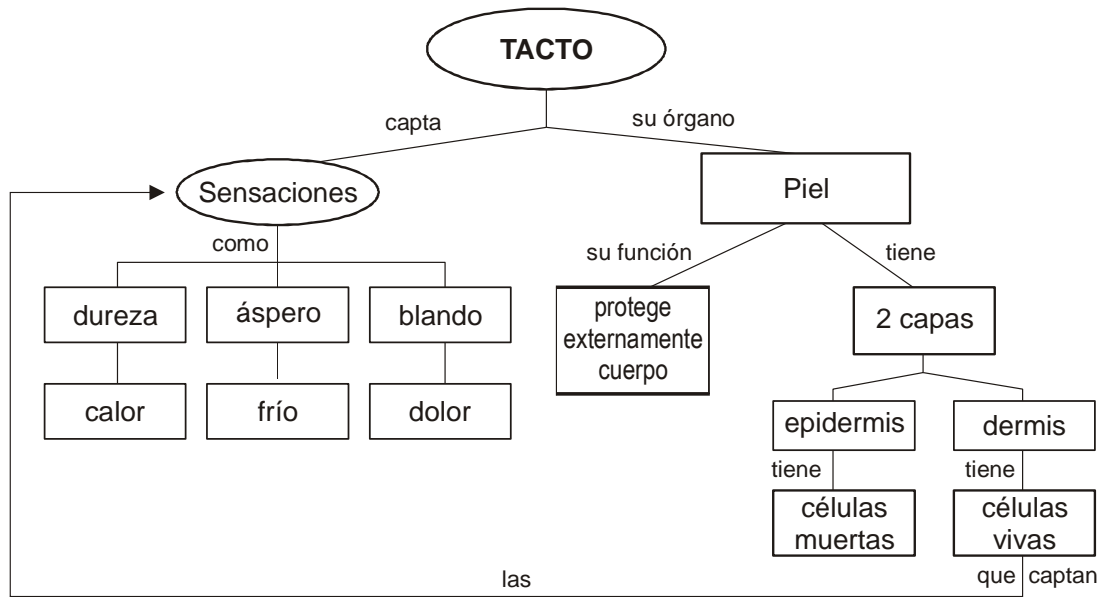 TACTO
capta
su órgano
Sensaciones
Piel
como
su función
tiene
dureza
áspero
blando
protege
externamente
cuerpo
2 capas
calor
frío
dolor
epidermis
dermis
tiene
tiene
células
muertas
células
vivas
las
que captan